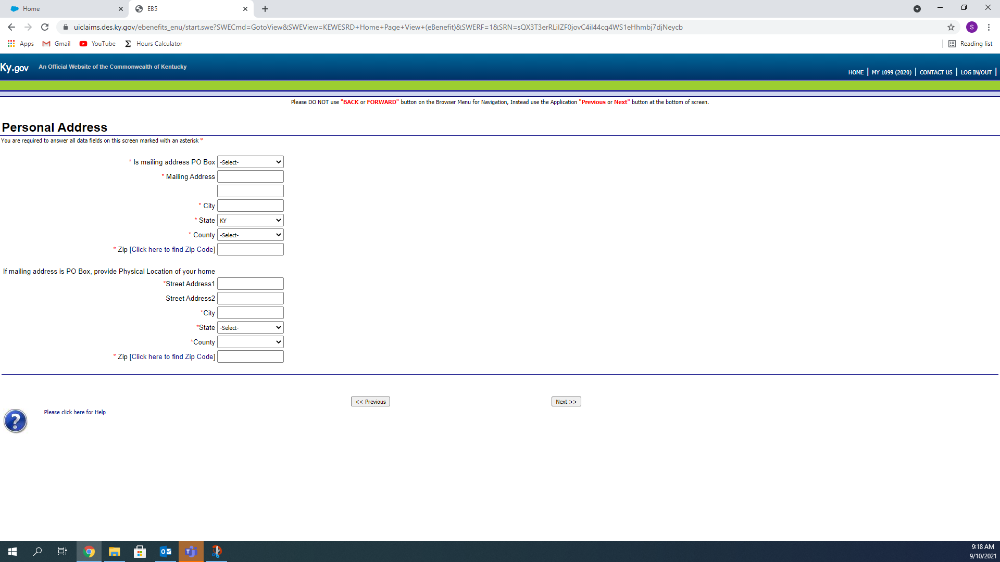 Home
EB5
uiclaims.des.ky.gov/ebenefits_enu/start.swe?SWECmd=GotoView&SWEView=KEWESRD+Home+Page+View+(eBenefit)&SWERF=1&SRN=sQX3T3erRLiIZF0jovC4iI44cq4WS1eHhmbj7djNeycb
S
Apps Gmail YouTube Hours Calculator Reading list
Ky.gov An Official Website of the Commonwealth of Kentucky
HOME | MY 1099 (2020) | CONTACT US | LOG IN/OUT |
Please DO NOT use "BACK or FORWARD" button on the Browser Menu for Navigation, Instead use the Application "Previous or Next" button at the bottom of screen.
Personal Address
You are required to answer all data fields on this screen marked with an asterisk *
* Is mailing address PO Box -Select-
* Mailing Address
* City
* State KY
* County -Select-
* Zip [Click here to find Zip Code]
If mailing address is PO Box, provide Physical Location of your home
*Street Address1
Street Address2
*City
*State -Select-
*County
* Zip [Click here to find Zip Code]
<< Previous Next >>
Please click here for Help
9:18 AM
9/10/2021